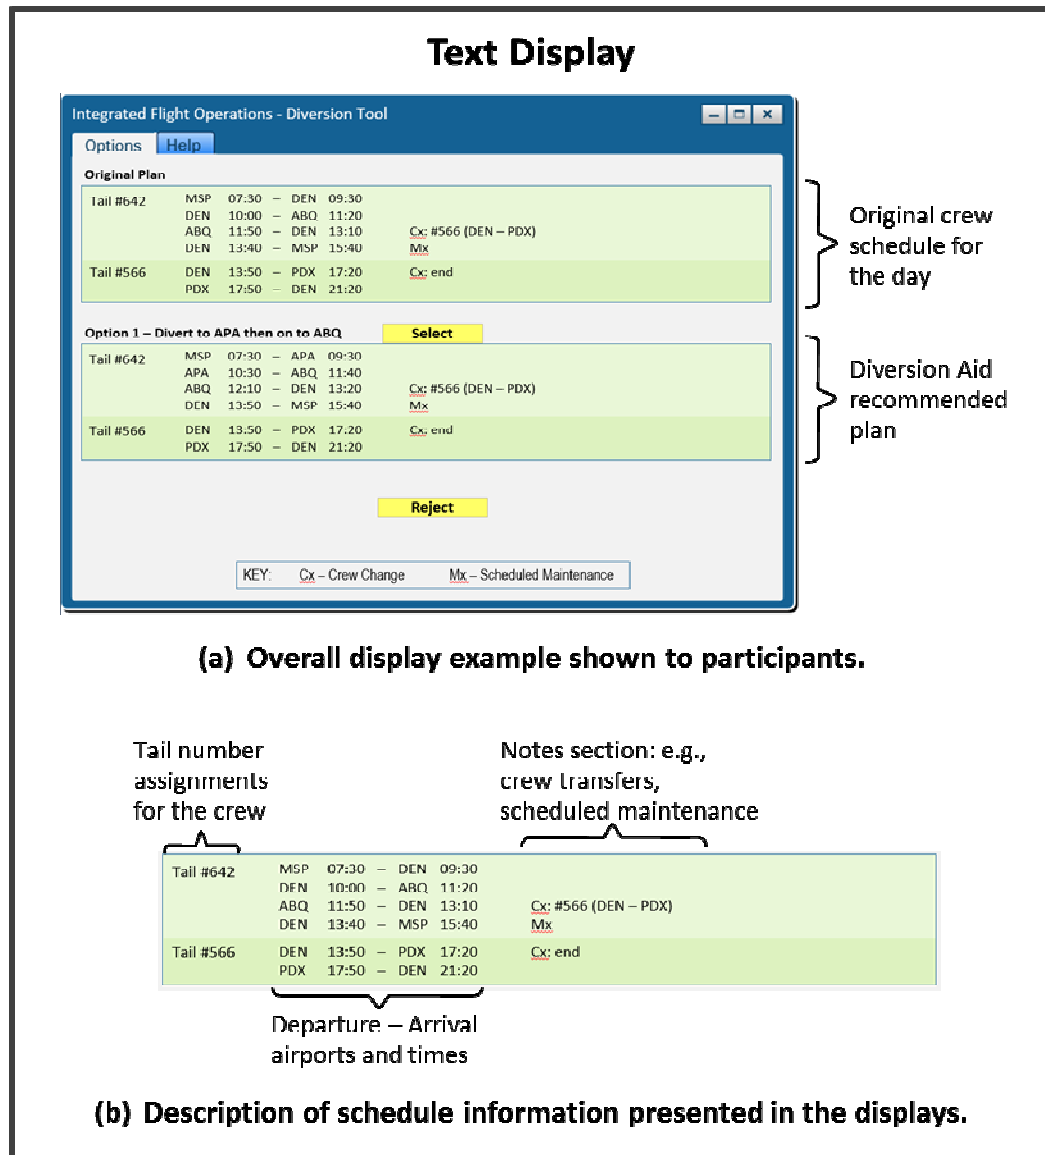 Text Display
Integrated Flight Operations - Diversion Tool
Options Help
Original Plan
Tail #642 MSP 07:30 – DEN 09:30
DEN 10:00 – ABQ 11:20
ABQ 11:50 – DEN 13:10 Cx: #566 (DEN – PDX)
DEN 13:40 – MSP 15:40 Mx
Tail #566 DEN 13:50 – PDX 17:20 Cx: end
PDX 17:50 – DEN 21:20
Original crew
schedule for
the day
Option 1 – Divert to APA then on to ABQ Select
Tail #642 MSP 07:30 – APA 09:30
APA 10:30 – ABQ 11:40
ABQ 12:10 – DEN 13:20 Cx: #566 (DEN – PDX)
DEN 13:50 – MSP 15:40 Mx
Tail #566 DEN 13:50 – PDX 17:20 Cx: end
PDX 17:50 – DEN 21:20
Diversion Aid
recommended
plan
Reject
KEY: Cx – Crew Change Mx – Scheduled Maintenance
(a) Overall display example shown to participants.
Tail number
assignments
for the crew
Notes section: e.g.,
crew transfers,
scheduled maintenance
Tail #642 MSP 07:30 – DEN 09:30
DEN 10:00 – ABQ 11:20
ABQ 11:50 – DEN 13:10 Cx: #566 (DEN – PDX)
DEN 13:40 – MSP 15:40 Mx
Tail #566 DEN 13:50 – PDX 17:20 Cx: end
PDX 17:50 – DEN 21:20
Departure – Arrival
airports and times
(b) Description of schedule information presented in the displays.